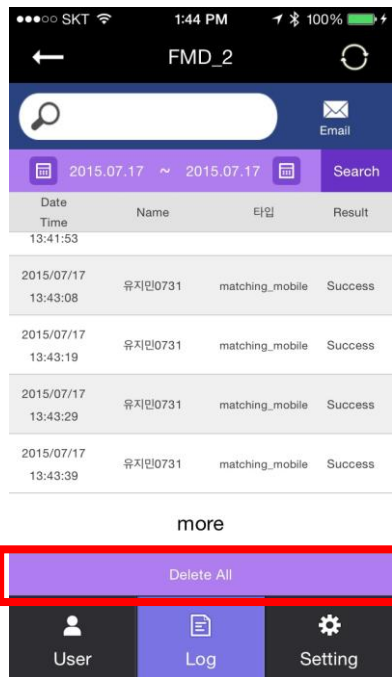 SKT 1:44 PM 100%
FMD_2
Email
2015.07.17 ~ 2015.07.17 Search
Date Time Name 타입 Result
13:41:53
2015/07/17 13:43:08 유지민0731 matching_mobile Success
2015/07/17 13:43:19 유지민0731 matching_mobile Success
2015/07/17 13:43:29 유지민0731 matching_mobile Success
2015/07/17 13:43:39 유지민0731 matching_mobile Success
more
Delete All
User Log Setting